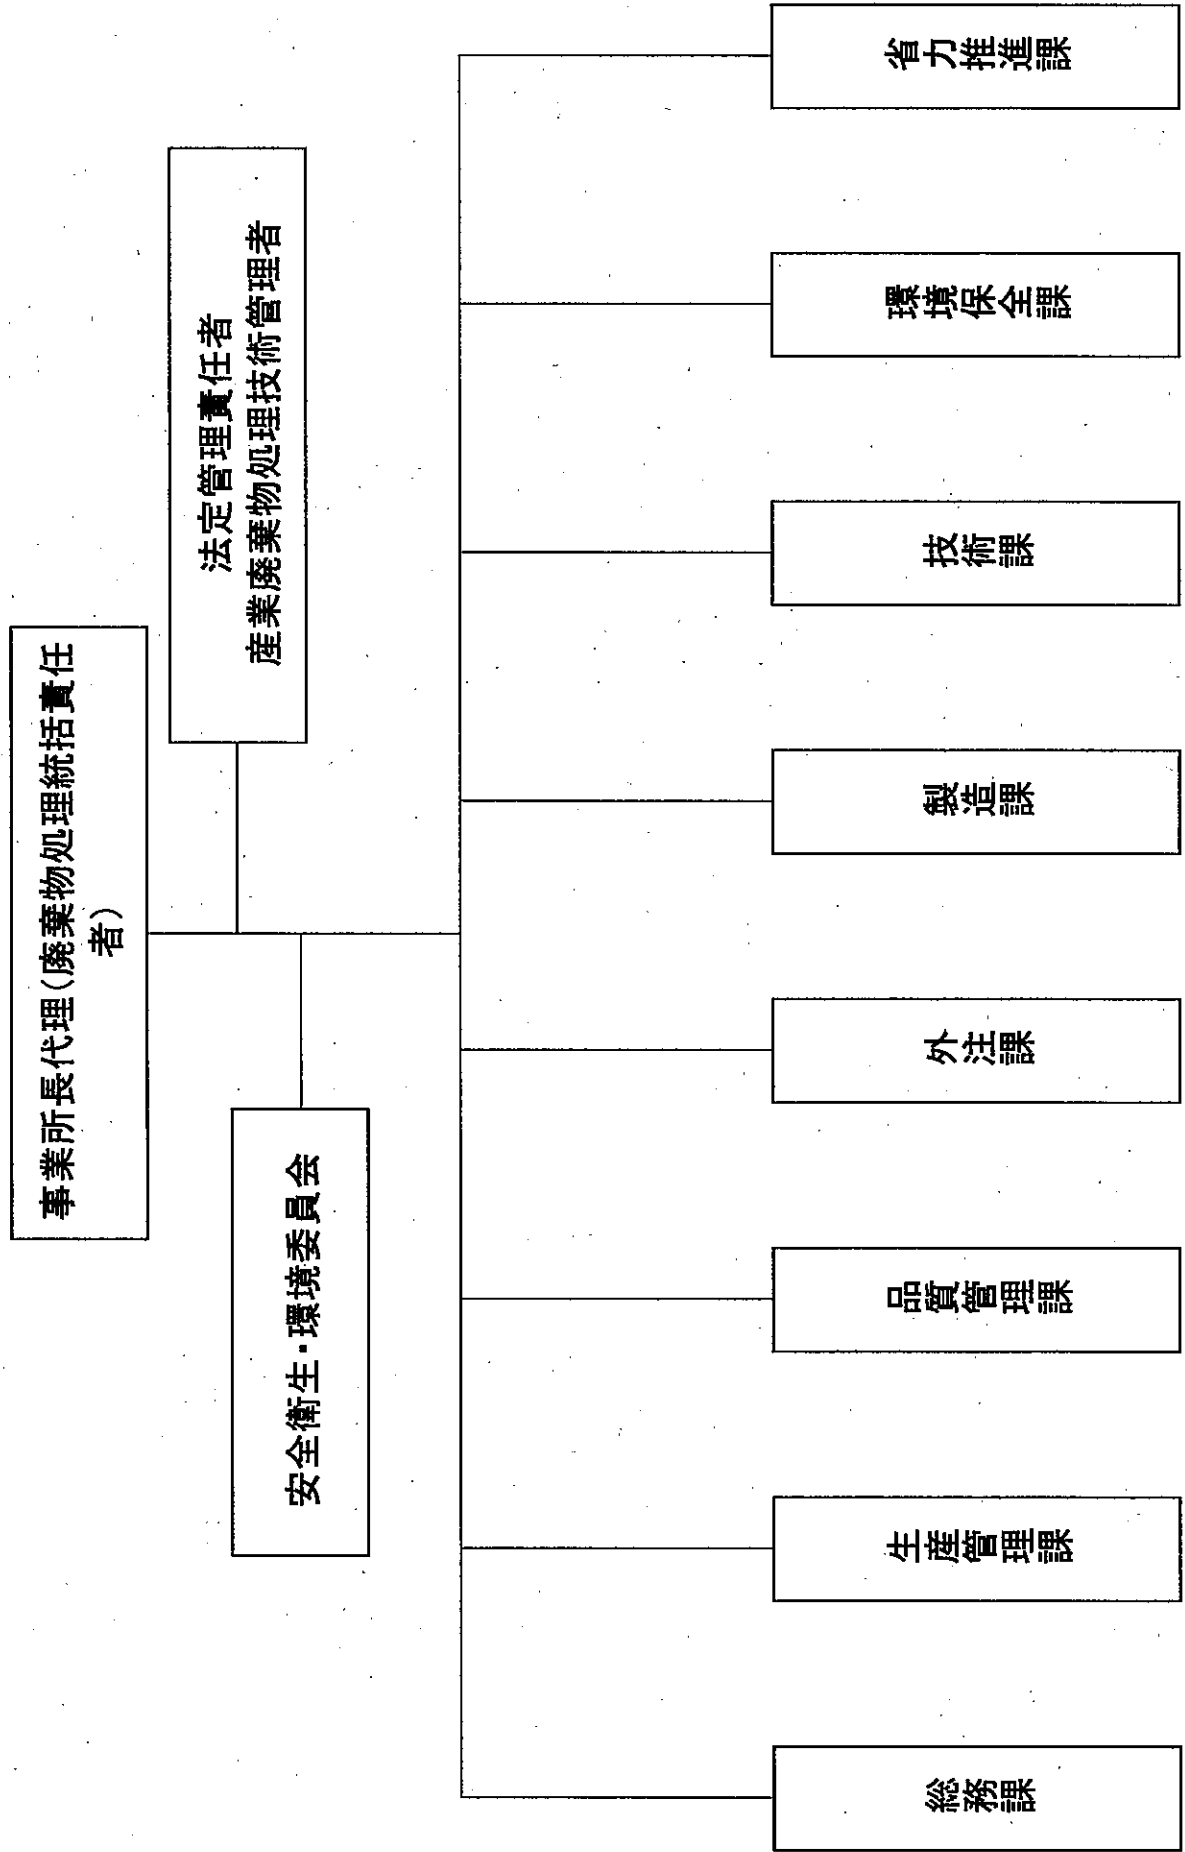 事業所長代理(廃棄物処理統括責任
者)
法定管理責任者
産業廃棄物処理技術管理者
安全衛生・環境委員会
総務課
生産管理課
品質管理課
外注課
製造課
技術課
環境保全課
省力推進課